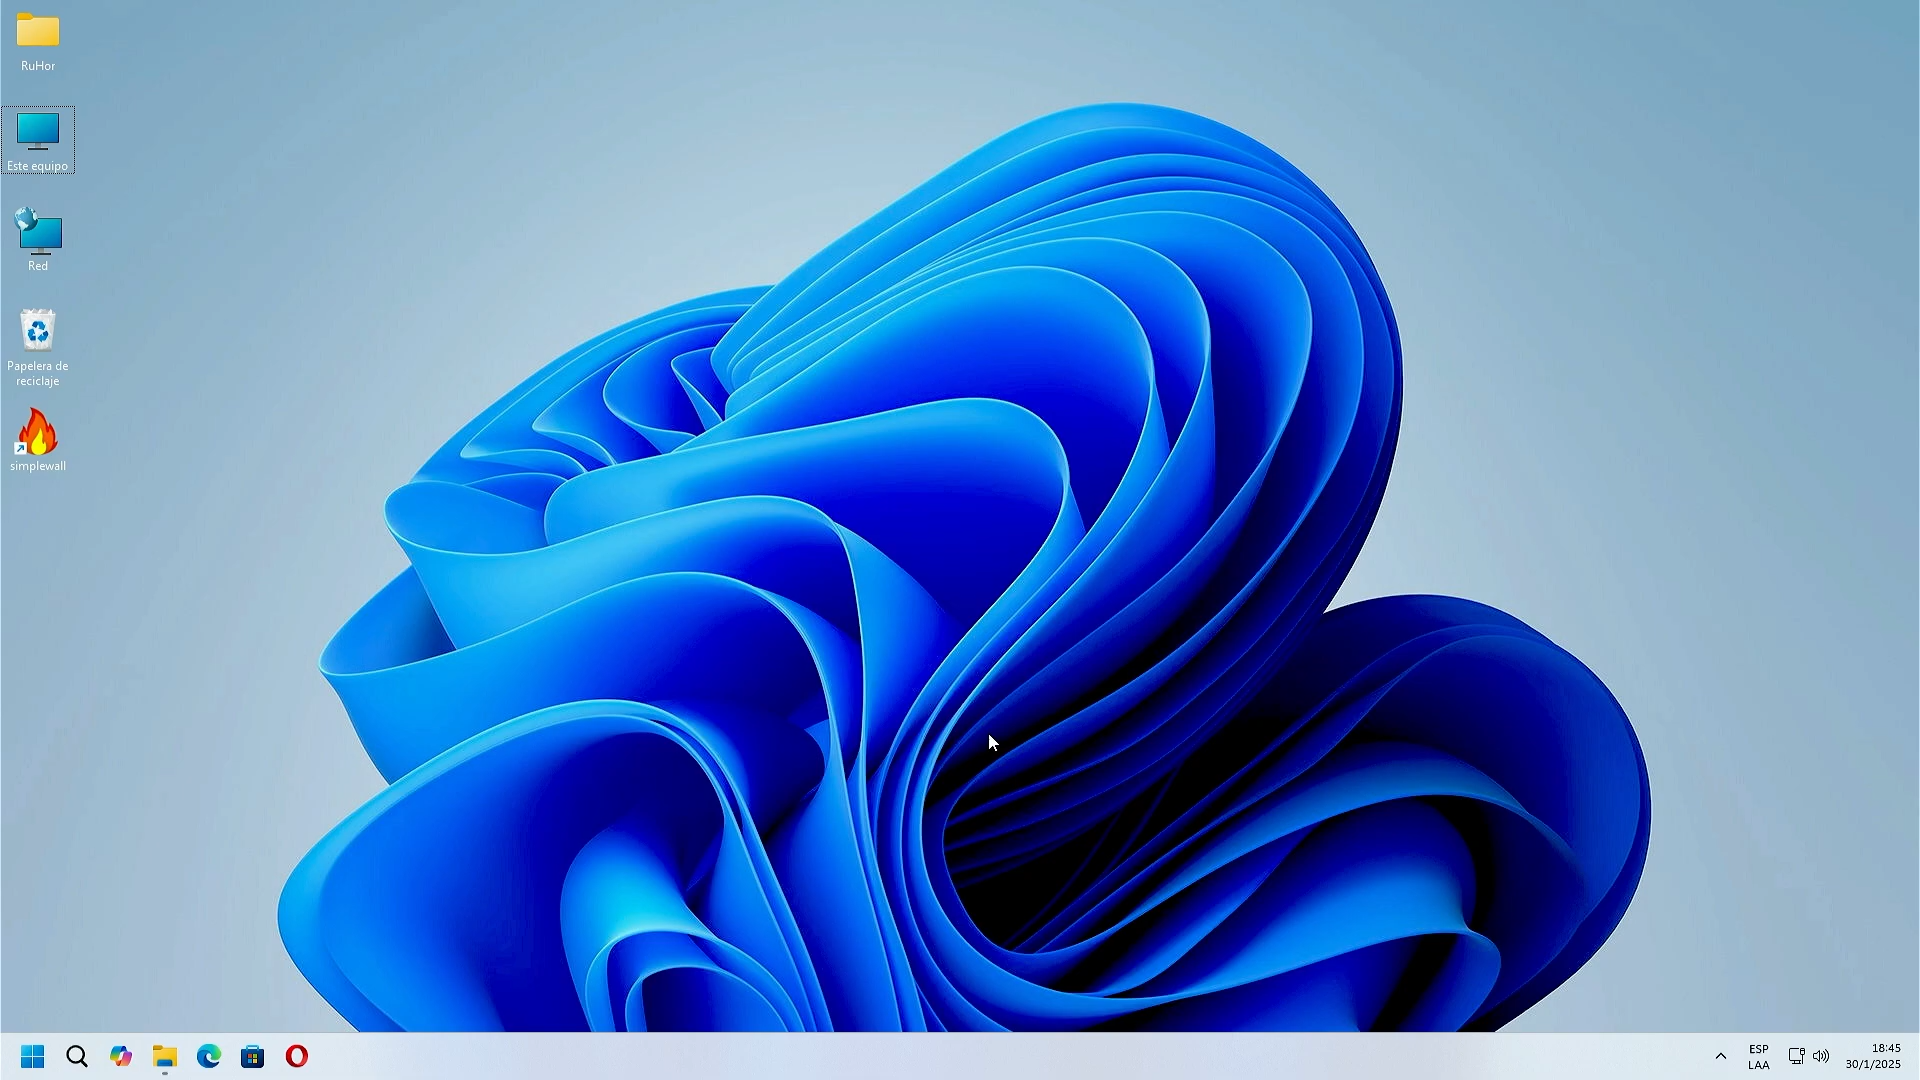 RuHor
Este equipo
Red
Papelera de
reciclaje
simplewall
ESP
LAA
18:45
30/1/2025